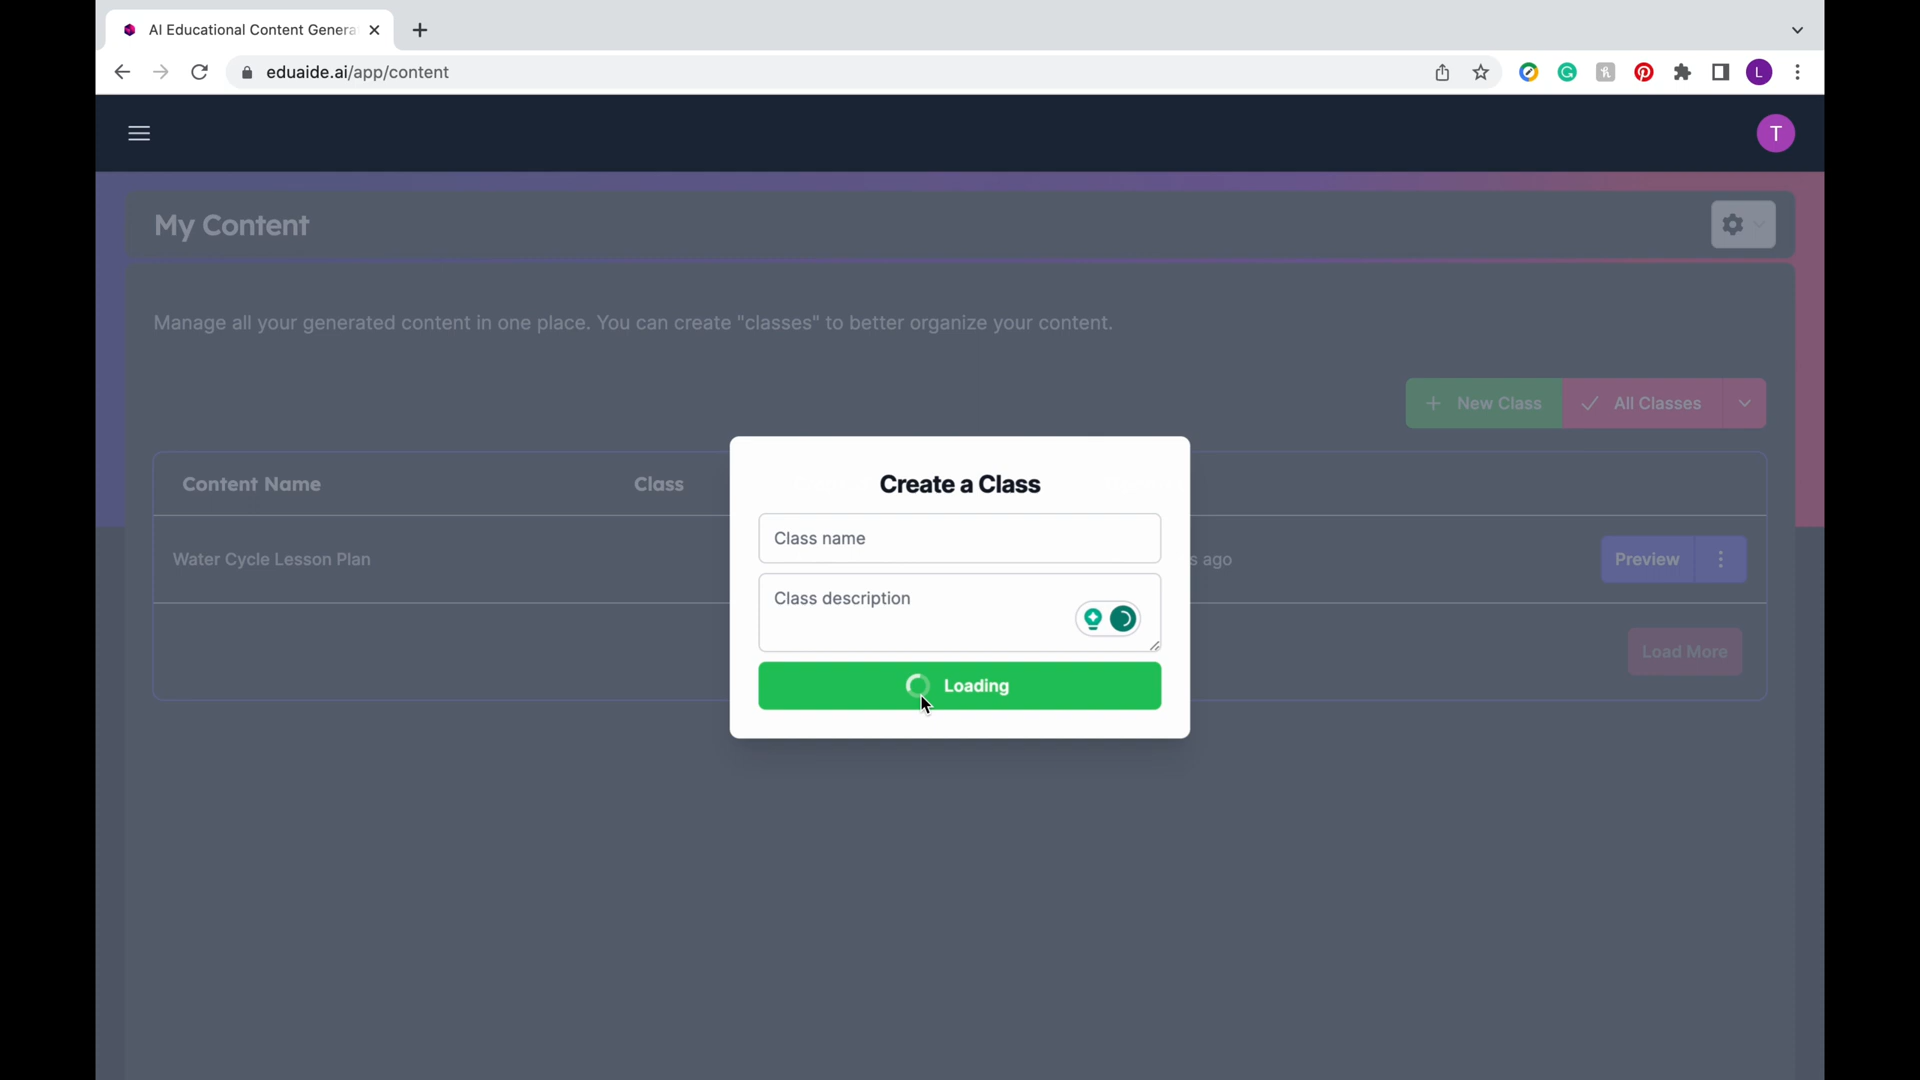 AI Educational Content Genera
eduaide.ai/app/content
L
T
My Content
Manage all your generated content in one place. You can create "classes" to better organize your content.
+ New Class
All Classes
Content Name
Class
Create a Class
Class name
Water Cycle Lesson Plan
s ago
Preview
Class description
Load More
Loading